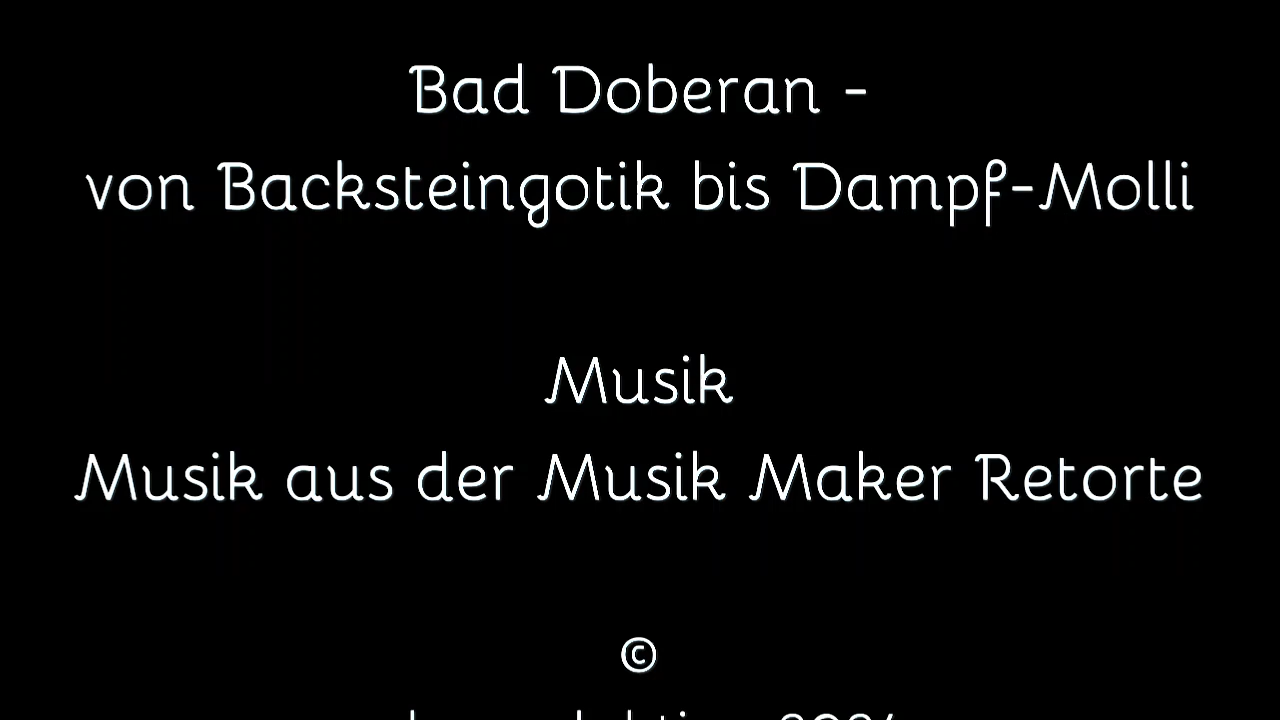 Bad Doberan -
von Backsteingotik bis Dampf-Molli
Musik
Musik aus der Musik Maker Retorte
©